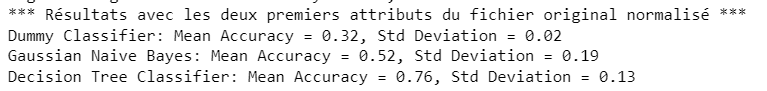 *** Résultats avec les deux premiers attributs du fichier original normalisé ***
Dummy Classifier: Mean Accuracy = 0.32, Std Deviation = 0.02
Gaussian Naive Bayes: Mean Accuracy = 0.52, Std Deviation = 0.19
Decision Tree Classifier: Mean Accuracy = 0.76, Std Deviation = 0.13